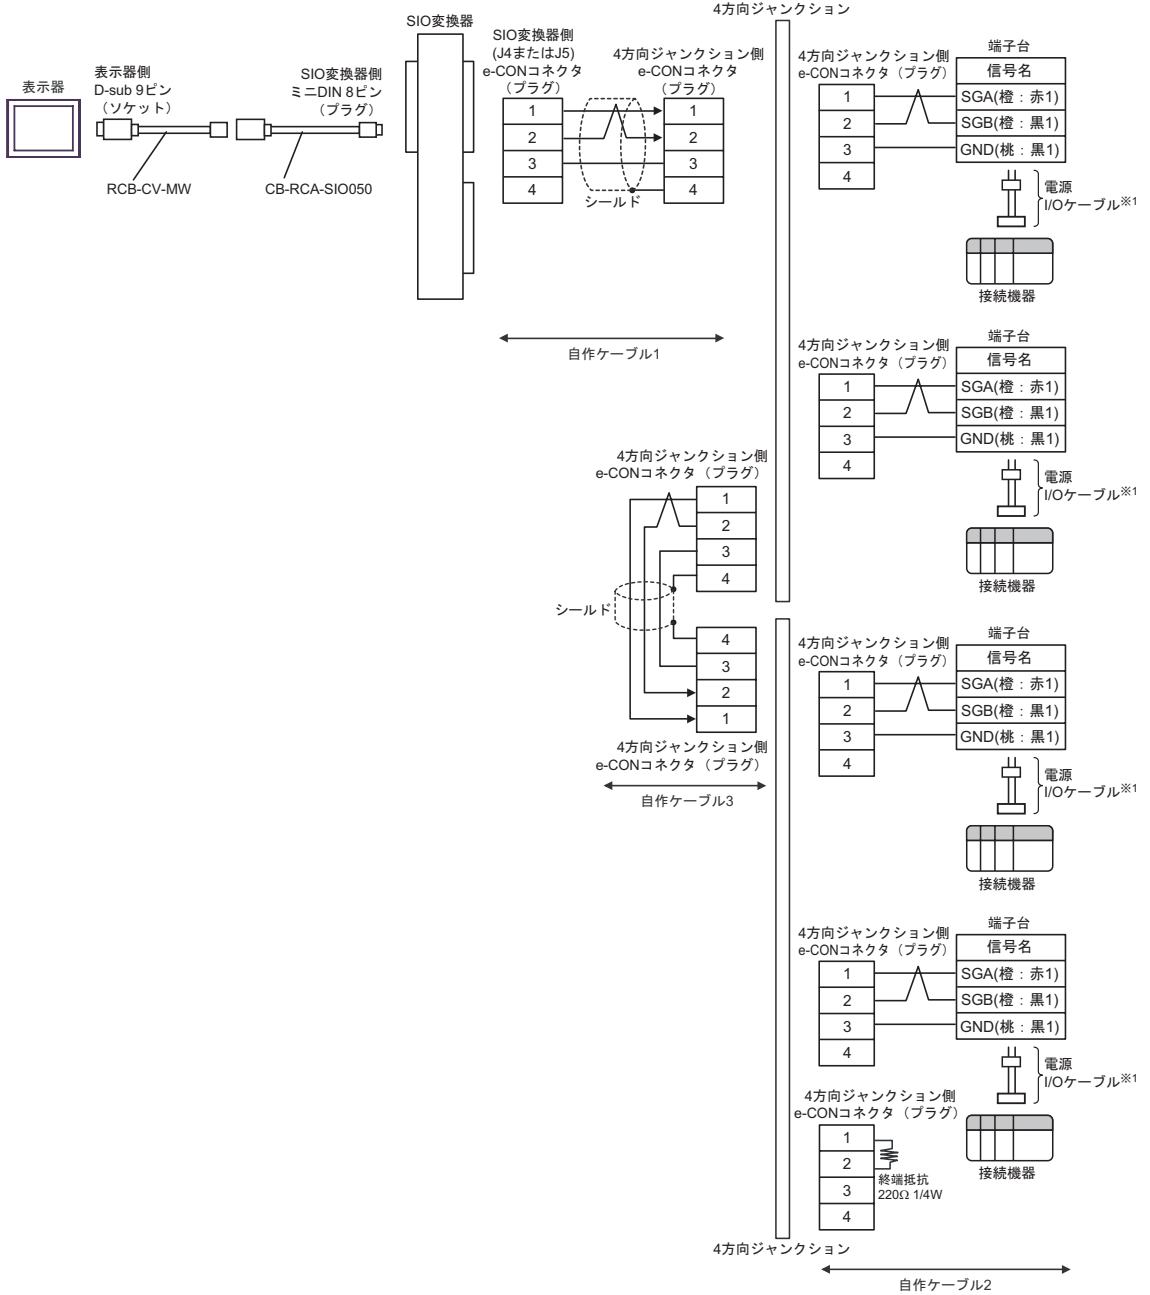 4方向ジャンクション
SIO変換器
表示器
表示器側
D-sub 9ピン
（ソケット）
SIO変換器側
ミニDIN 8ピン
（プラグ）
RCB-CV-MW
CB-RCA-SIO050
SIO変換器側
(J4またはJ5)
e-CONコネクタ
（プラグ）
4方向ジャンクション側
e-CONコネクタ
（プラグ）
1
2
3
4
1
2
3
4
シールド
自作ケーブル1
4方向ジャンクション側
e-CONコネクタ（プラグ）
1
2
3
4
端子台
信号名
SGA(橙：赤1)
SGB(橙：黒1)
GND(桃：黒1)
電源
I/Oケーブル※1
接続機器
4方向ジャンクション側
e-CONコネクタ（プラグ）
1
2
3
4
端子台
信号名
SGA(橙：赤1)
SGB(橙：黒1)
GND(桃：黒1)
電源
I/Oケーブル※1
接続機器
4方向ジャンクション側
e-CONコネクタ（プラグ）
1
2
3
4
シールド
4
3
2
1
4方向ジャンクション側
e-CONコネクタ（プラグ）
自作ケーブル3
4方向ジャンクション側
e-CONコネクタ（プラグ）
1
2
3
4
端子台
信号名
SGA(橙：赤1)
SGB(橙：黒1)
GND(桃：黒1)
電源
I/Oケーブル※1
接続機器
4方向ジャンクション側
e-CONコネクタ（プラグ）
1
2
3
4
端子台
信号名
SGA(橙：赤1)
SGB(橙：黒1)
GND(桃：黒1)
電源
I/Oケーブル※1
接続機器
4方向ジャンクション側
e-CONコネクタ（プラグ）
1
2
3
4
終端抵抗
220Ω 1/4W
4方向ジャンクション
自作ケーブル2